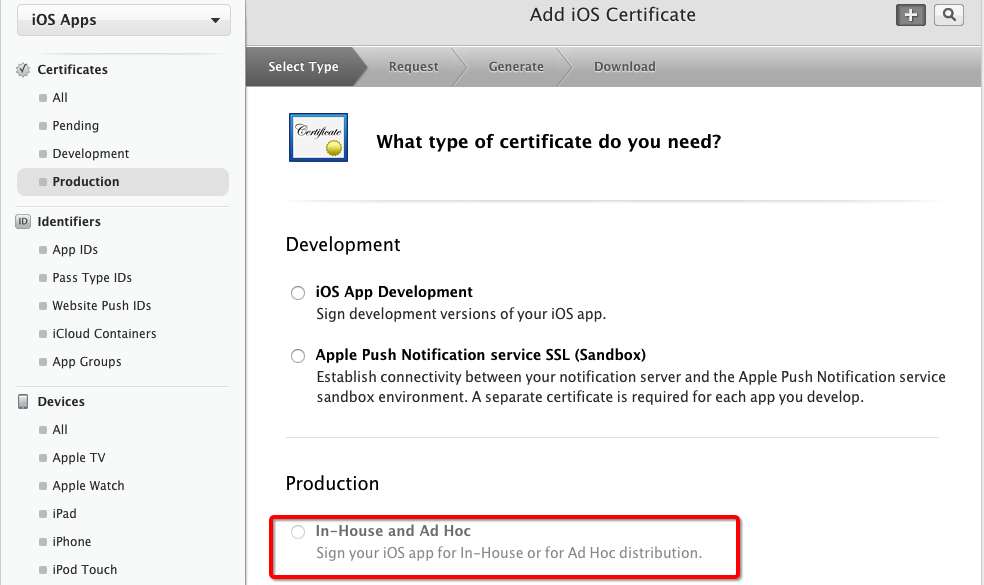 iOS Apps
Add iOS Certificate
Select Type
Request
Generate
Download
Certificates
All
Pending
Development
Production
ID Identifiers
App IDs
Pass Type IDs
Website Push IDs
iCloud Containers
App Groups
Devices
All
Apple TV
Apple Watch
iPad
iPhone
iPod Touch
Certificate
What type of certificate do you need?
Development
iOS App Development
Sign development versions of your iOS app.
Apple Push Notification service SSL (Sandbox)
Establish connectivity between your notification server and the Apple Push Notification service
sandbox environment. A separate certificate is required for each app you develop.
Production
In-House and Ad Hoc
Sign your iOS app for In-House or for Ad Hoc distribution.